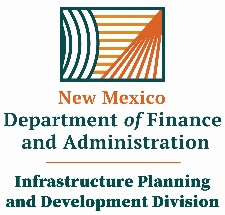 New Mexico
Department of Finance
and Administration
Infrastructure Planning
and Development Division